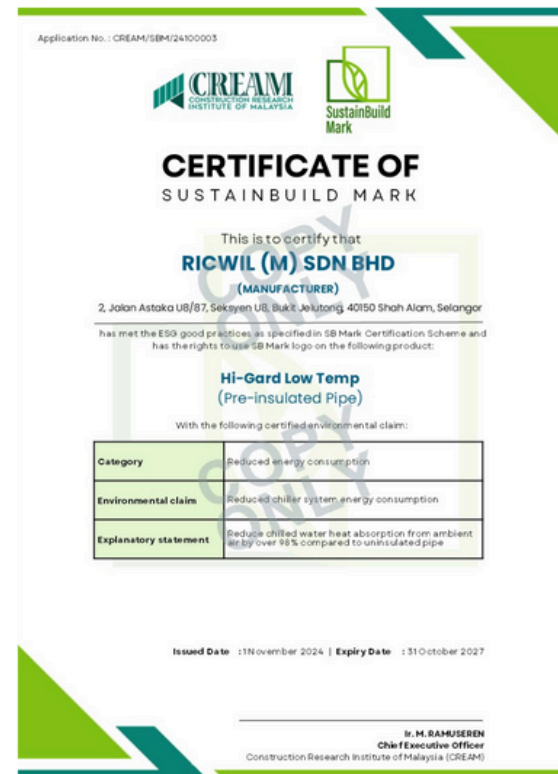 Application No. : CREAM/SBM/24100003
CREAM
CONSTRUCTION RESEARCH
INSTITUTE OF MALAYSIA
SustainBuild
Mark
CERTIFICATE OF
SUSTAINBUILD MARK
This is to certify that
RICWIL (M) SDN BHD
(MANUFACTURER)
2, Jalan Astaka U8/87, Seksyen U8, Bukit Jelutong, 40150 Shah Alam, Selangor
has met the ESG good practices as specified in SB Mark Certification Scheme and
has the rights to use SB Mark logo on the following product:
Hi-Gard Low Temp
(Pre-insulated Pipe)
With the following certified environmental claim:
Category Reduced energy consumption
Environmental claim Reduced chiller system energy consumption
Explanatory statement Reduce chilled water heat absorption from ambient
air by over 98% compared to uninsulated pipe
COPY
ONLY
COPY
ONLY
Issued Date : 1 November 2024 | Expiry Date : 31 October 2027
Ir. M. RAMUSEREN
Chief Executive Officer
Construction Research Institute of Malaysia (CREAM)